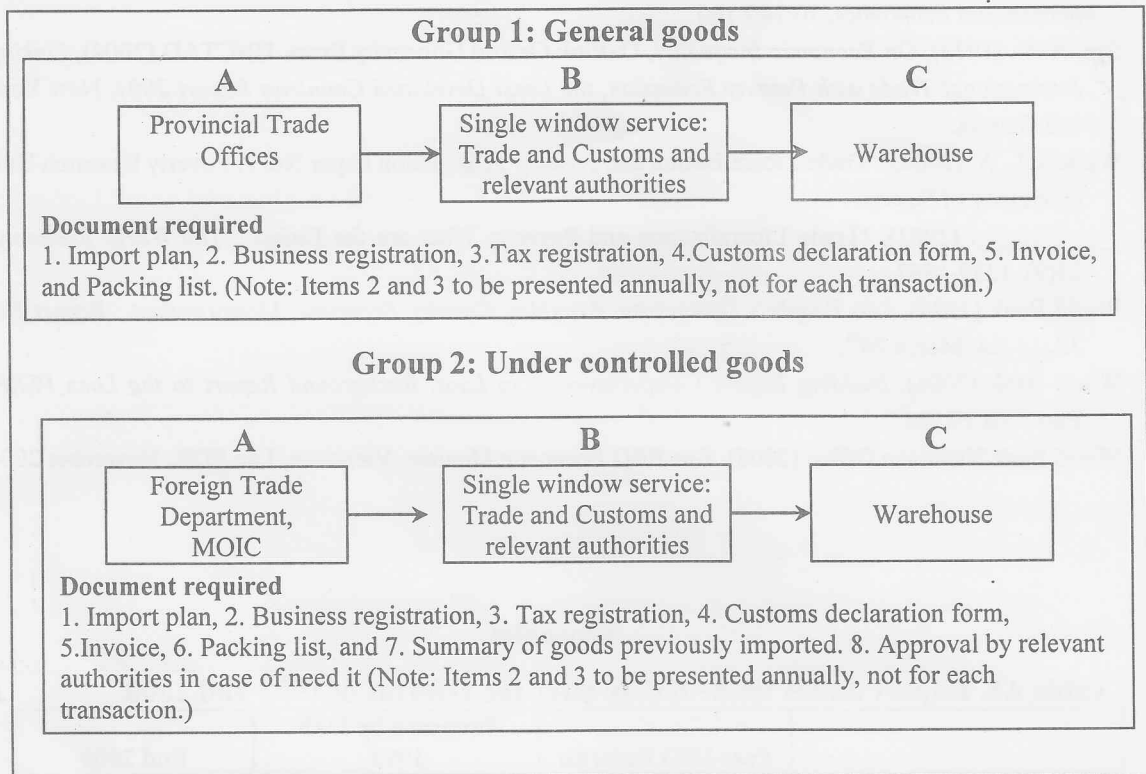 Group 1: General goods
A
B
C
Provincial Trade
Offices
Single window service:
Trade and Customs and
relevant authorities
Warehouse
Document required
1. Import plan, 2. Business registration, 3.Tax registration, 4.Customs declaration form, 5. Invoice,
and Packing list. (Note: Items 2 and 3 to be presented annually, not for each transaction.)
Group 2: Under controlled goods
A
B
C
Foreign Trade
Department,
MOIC
Single window service:
Trade and Customs and
relevant authorities
Warehouse
Document required
1. Import plan, 2. Business registration, 3. Tax registration, 4. Customs declaration form,
5.Invoice, 6. Packing list, and 7. Summary of goods previously imported. 8. Approval by relevant
authorities in case of need it (Note: Items 2 and 3 to be presented annually, not for each
transaction.)